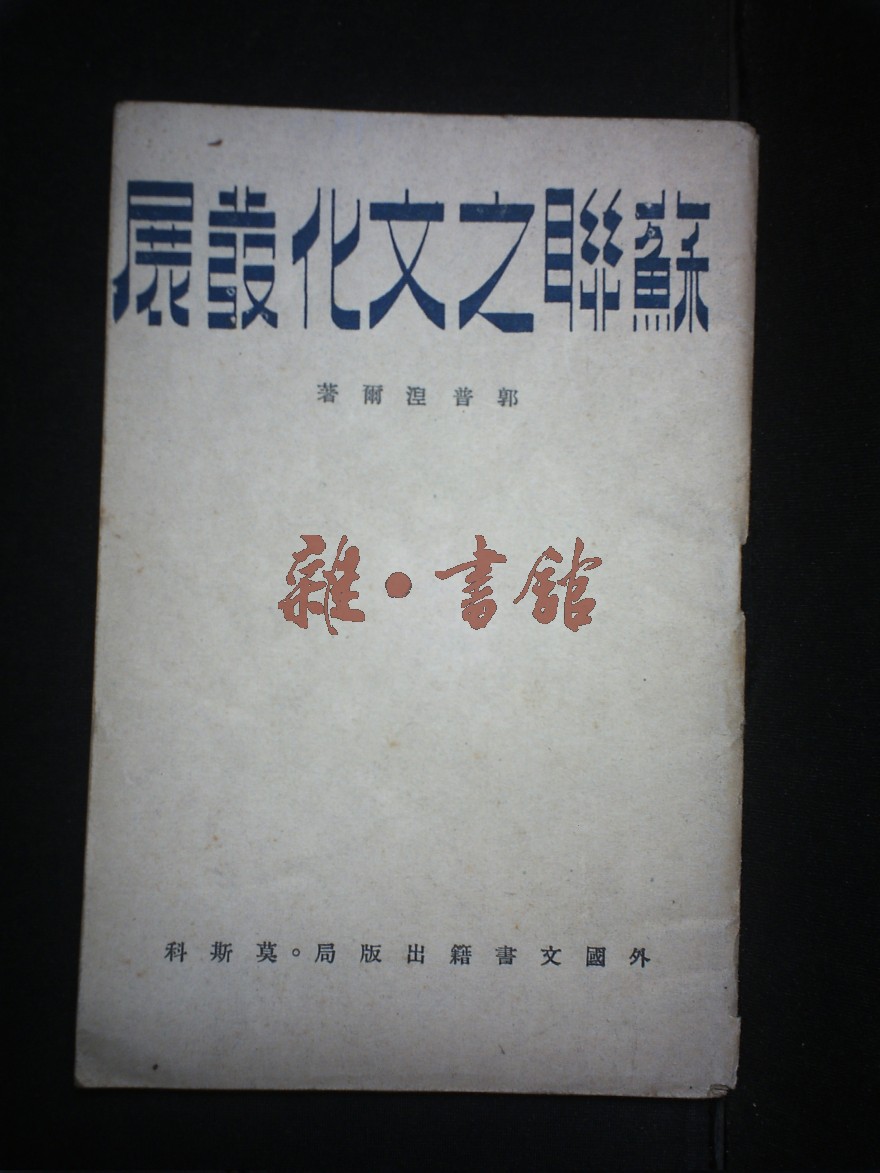 蘇聯之文化發展
郭普湼爾著
雜·書館
外國文書籍出版局。莫斯科